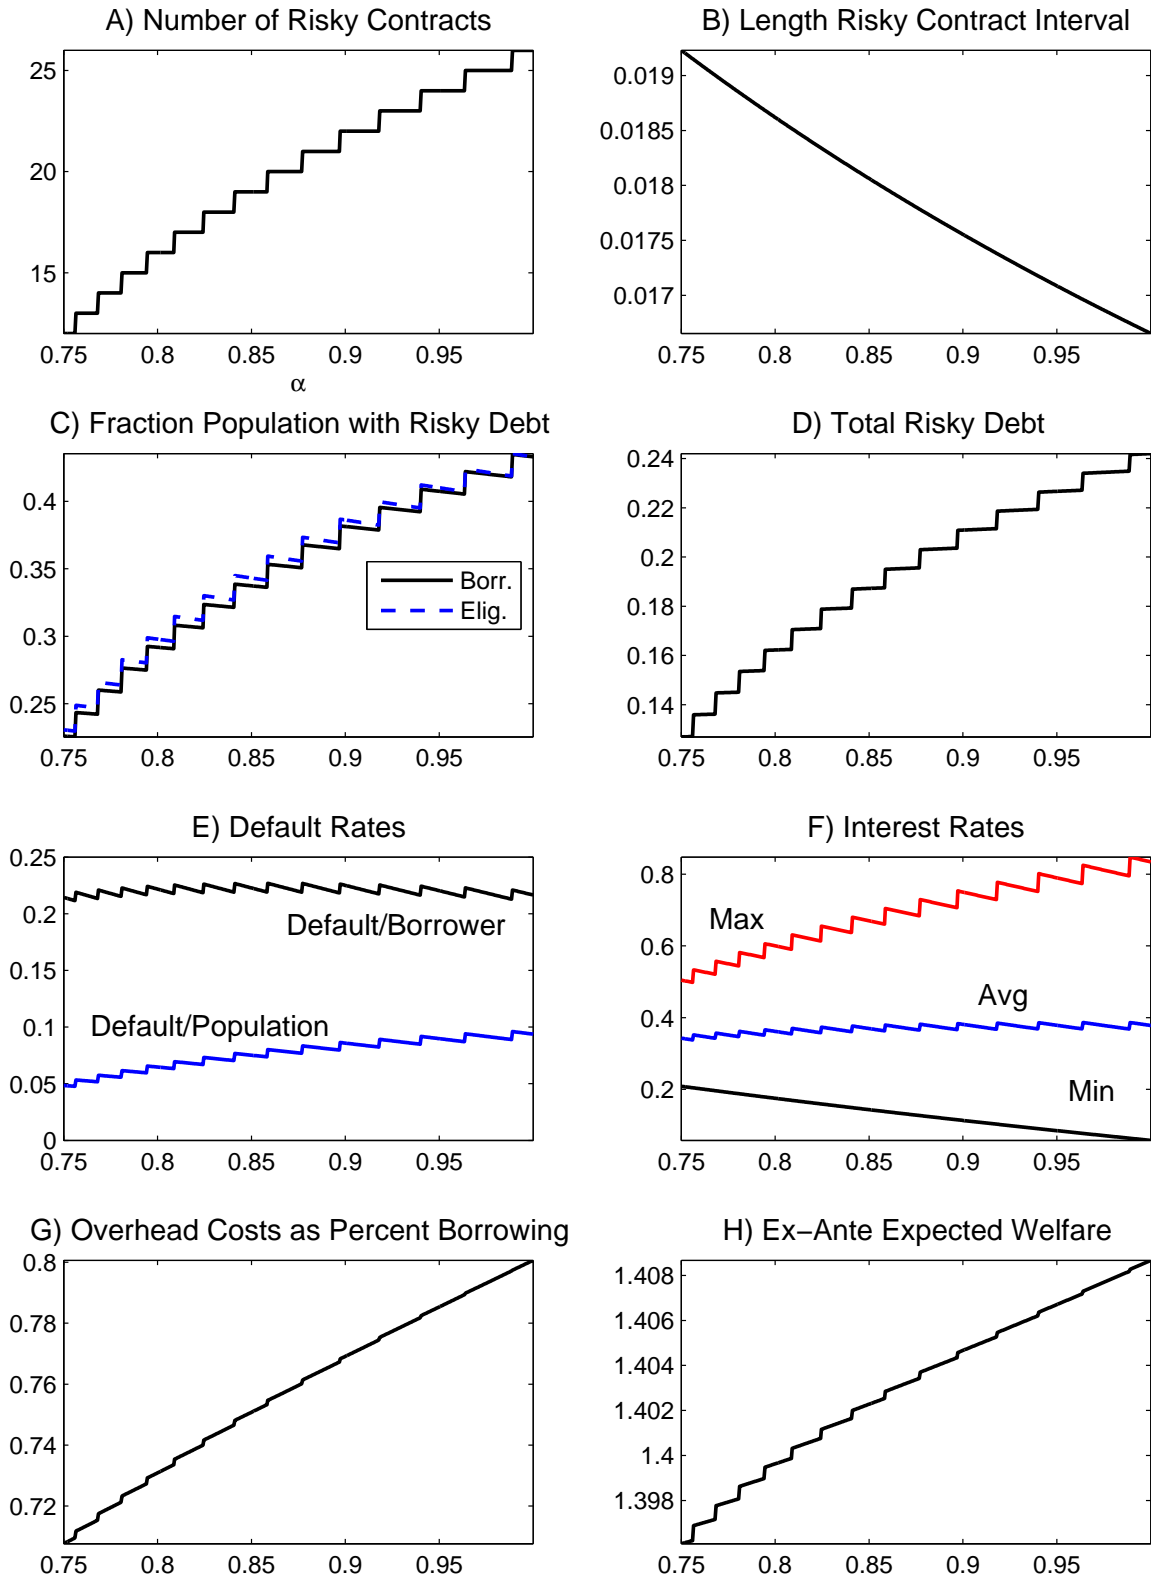 A) Number of Risky Contracts
25
20
15
0.75 0.8 0.85 0.9 0.95
α
B) Length Risky Contract Interval
0.019
0.0185
0.018
0.0175
0.017
0.75 0.8 0.85 0.9 0.95
C) Fraction Population with Risky Debt
0.4
0.35
0.3
0.25
Borr.
Elig.
0.75 0.8 0.85 0.9 0.95
D) Total Risky Debt
0.24
0.22
0.2
0.18
0.16
0.14
0.75 0.8 0.85 0.9 0.95
E) Default Rates
0.25
0.2
0.15
0.1
0.05
0
Default/Borrower
Default/Population
0.75 0.8 0.85 0.9 0.95
F) Interest Rates
0.8
0.6
0.4
0.2
Max
Avg
Min
0.75 0.8 0.85 0.9 0.95
G) Overhead Costs as Percent Borrowing
0.8
0.78
0.76
0.74
0.72
0.75 0.8 0.85 0.9 0.95
H) Ex−Ante Expected Welfare
1.408
1.406
1.404
1.402
1.4
1.398
0.75 0.8 0.85 0.9 0.95